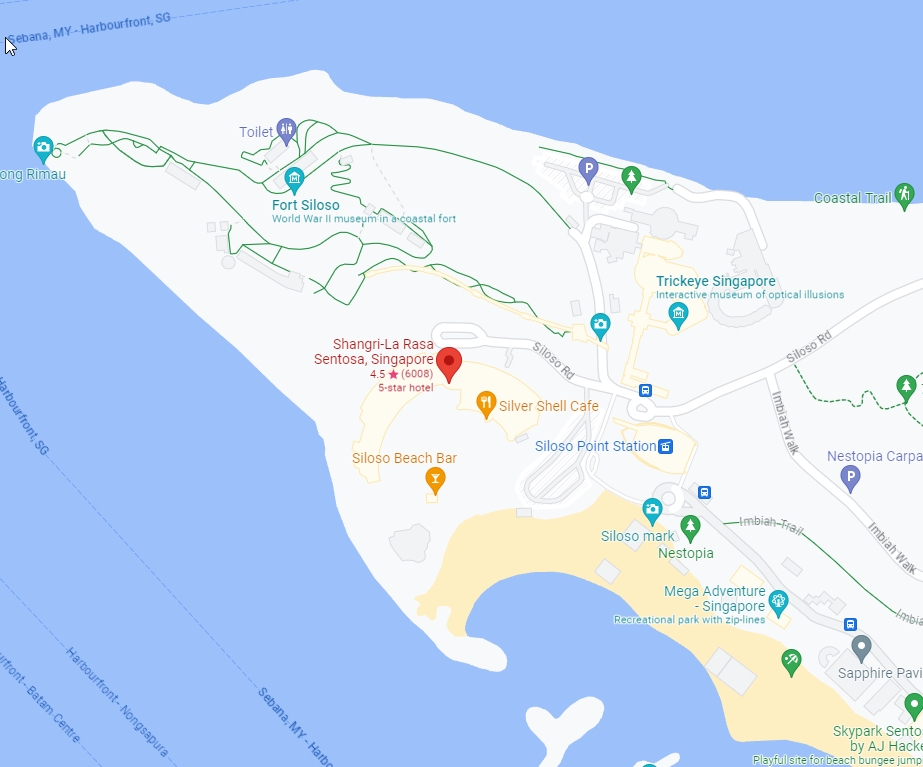 Sebana, MY - Harbourfront, SG
Toilet
ong Rimau
Fort Siloso
World War II museum in a coastal fort
P
Coastal Trail
Trickeye Singapore
Interactive museum of optical illusions
Shangri-La Rasa
Sentosa, Singapore
4.5 ★ (6008)
5-star hotel
Siloso Rd
Siloso Rd
Silver Shell Cafe
Imbiah Walk
Harbourfront, SG
Siloso Point Station
Siloso Beach Bar
Nestopia Carpa
P
Siloso mark
Nestopia
Imbiah Trail
Imbiah Walk
Mega Adventure
- Singapore
Recreational park with zip-lines
Imbia
Sapphire Pavi
rfront - Batam Centre
Harbourfront - Nongsapura
Sebana, MY - Harbo
Skypark Sento
by AJ Hacke
Playful site for beach bungee jump